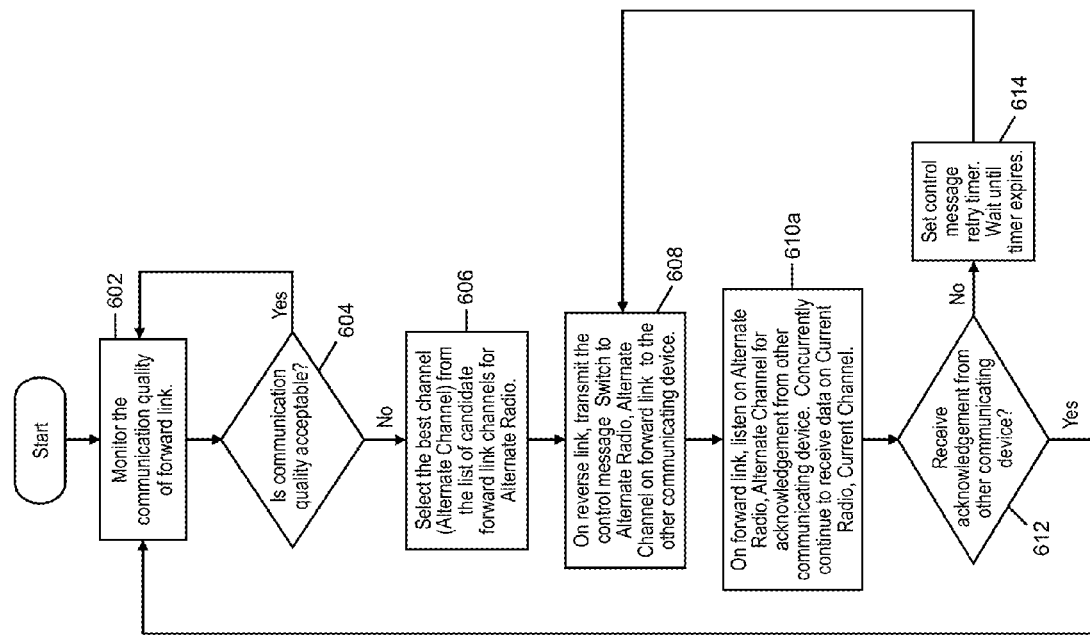 Start
602
Monitor the
communication quality
of forward link.
Yes
Is communication
quality acceptable?
604
No
606
Select the best channel
(Alternate Channel) from
the list of candidate
forward link channels for
Alternate Radio.
608
On reverse link, transmit the
control message Switch to
Alternate Radio, Alternate
Channel on forward link to the
other communicating device.
610a
On forward link, listen on Alternate
Radio, Alternate Channel for
acknowledgement from other
communicating device. Concurrently
continue to receive data on Current
Radio, Current Channel.
Receive
acknowledgement from
other communicating
device?
612
No
Set control
message
retry timer.
Wait until
timer expires.
614
Yes